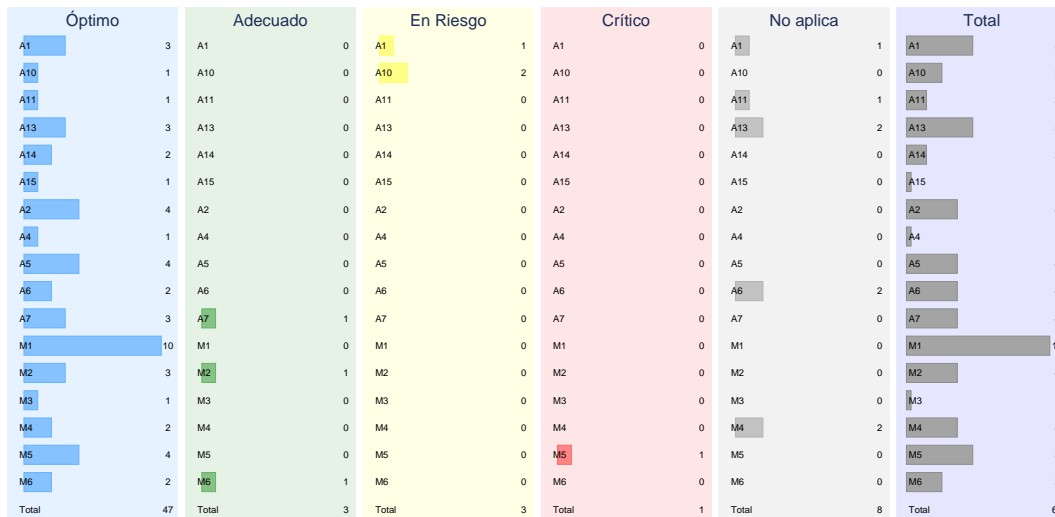 Óptimo Adecuado En Riesgo Crítico No aplica Total
A1 3 A1 0 A1 1 A1 0 A1 1 A1
A10 1 A10 0 A10 2 A10 0 A10 0 A10
A11 1 A11 0 A11 0 A11 0 A11 1 A11
A13 3 A13 0 A13 0 A13 0 A13 2 A13
A14 2 A14 0 A14 0 A14 0 A14 0 A14
A15 1 A15 0 A15 0 A15 0 A15 0 A15
A2 4 A2 0 A2 0 A2 0 A2 0 A2
A4 1 A4 0 A4 0 A4 0 A4 0 A4
A5 4 A5 0 A5 0 A5 0 A5 0 A5
A6 2 A6 0 A6 0 A6 0 A6 2 A6
A7 3 A7 1 A7 0 A7 0 A7 0 A7
M1 10 M1 0 M1 0 M1 0 M1 0 M1
M2 3 M2 1 M2 0 M2 0 M2 0 M2
M3 1 M3 0 M3 0 M3 0 M3 0 M3
M4 2 M4 0 M4 0 M4 0 M4 2 M4
M5 4 M5 0 M5 0 M5 1 M5 0 M5
M6 2 M6 1 M6 0 M6 0 M6 0 M6
Total 47 Total 3 Total 3 Total 1 Total 8 Total